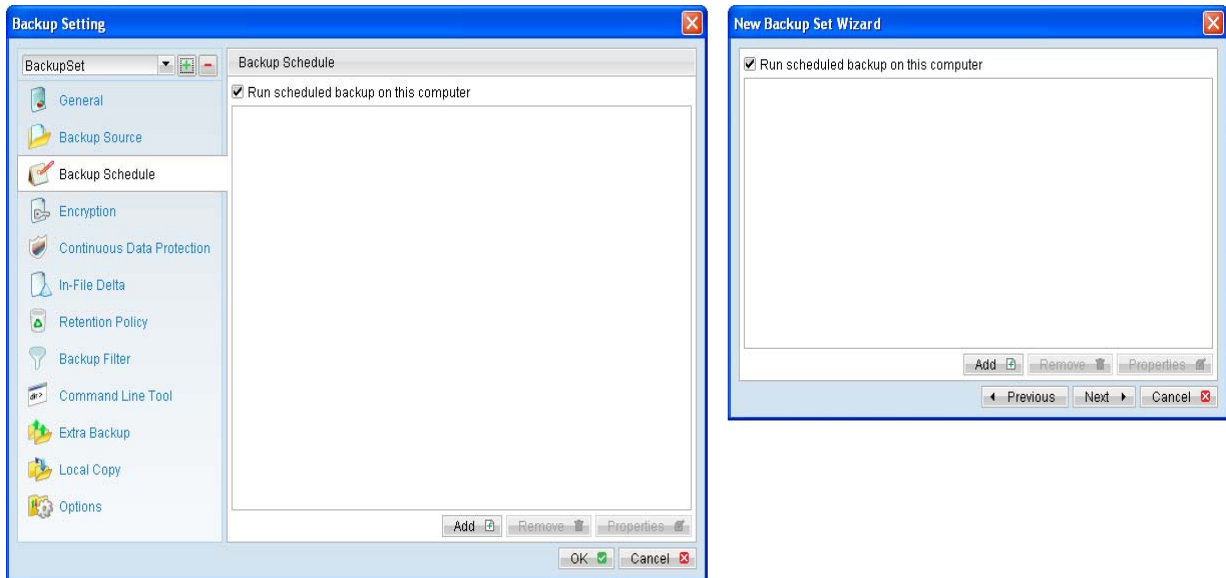 Backup Setting
BackupSet
General
Backup Source
Backup Schedule
Encryption
Continuous Data Protection
In-File Delta
Retention Policy
Backup Filter
Command Line Tool
Extra Backup
Local Copy
Options
Backup Schedule
Run scheduled backup on this computer
Add Remove Properties
OK Cancel
New Backup Set Wizard
Run scheduled backup on this computer
Add Remove Properties
Previous Next Cancel